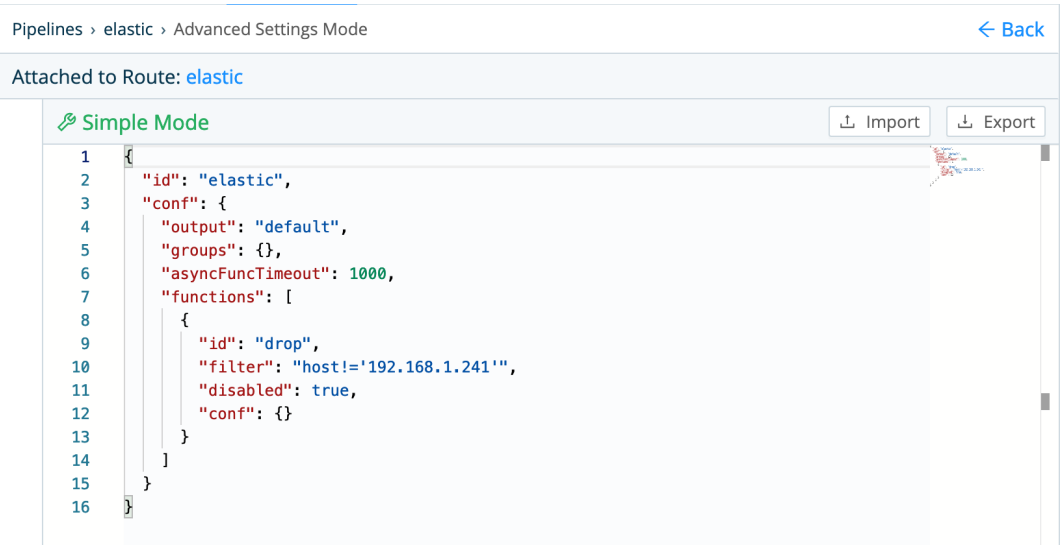 Pipelines › elastic › Advanced Settings Mode
← Back
Attached to Route: elastic
Simple Mode
Import
Export
1 {
2   "id": "elastic",
3   "conf": {
4     "output": "default",
5     "groups": {},
6     "asyncFuncTimeout": 1000,
7     "functions": [
8       {
9         "id": "drop",
10         "filter": "host!='192.168.1.241'",
11         "disabled": true,
12         "conf": {}
13       }
14     ]
15   }
16 }